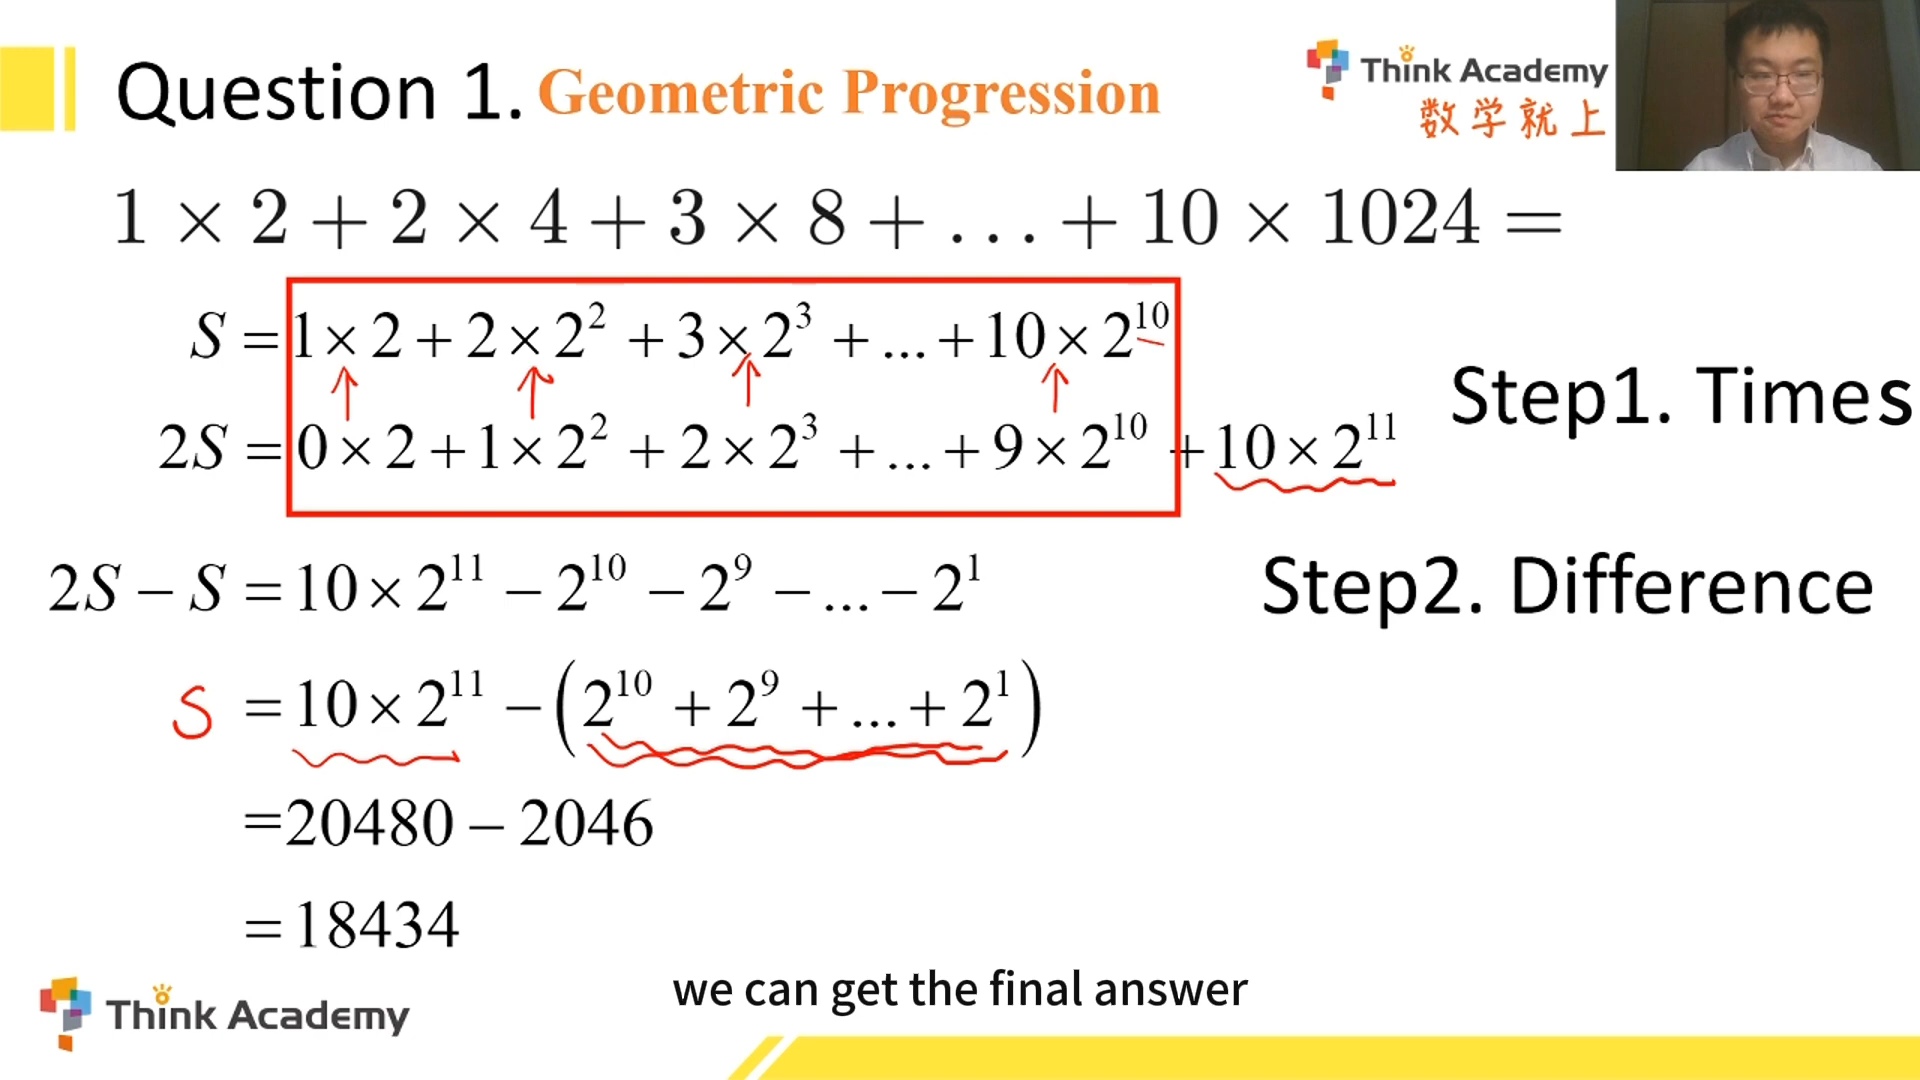 Question 1. Geometric Progression
Think Academy
数学就上
1 × 2 + 2 × 4 + 3 × 8 + . . . + 10 × 1024 =
S = 1 × 2 + 2 × 2² + 3 × 2³ + ... + 10 × 2¹⁰
Step1. Times
2S = 0 × 2 + 1 × 2² + 2 × 2³ + ... + 9 × 2¹⁰ + 10 × 2¹¹
2S − S = 10 × 2¹¹ − 2¹⁰ − 2⁹ − ... − 2¹
Step2. Difference
S = 10 × 2¹¹ − (2¹⁰ + 2⁹ + ... + 2¹)
= 20480 − 2046
= 18434
we can get the final answer
Think Academy